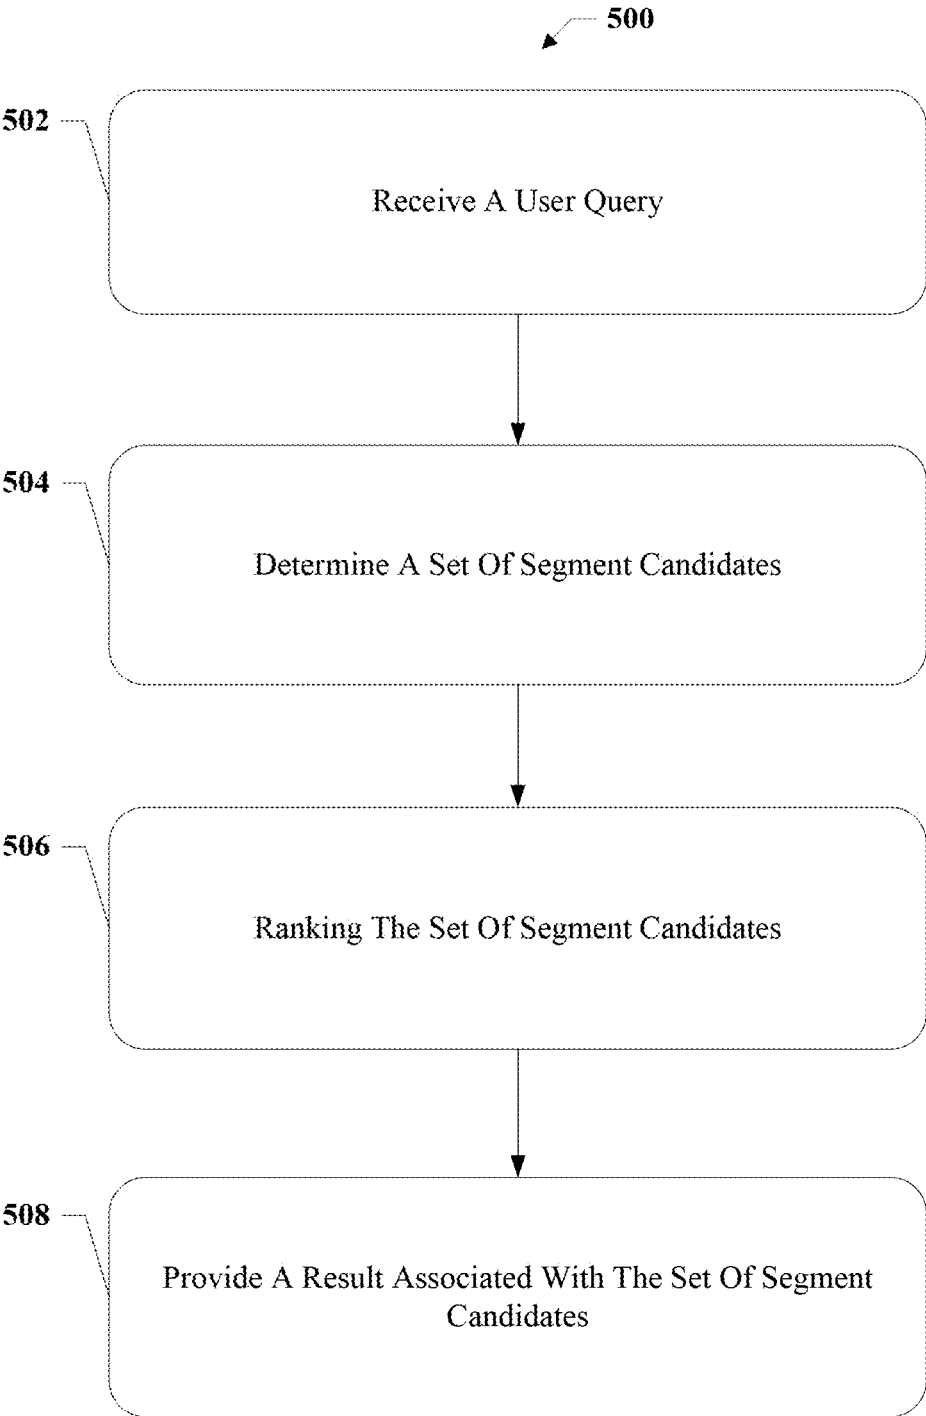 500
502
Receive A User Query
504
Determine A Set Of Segment Candidates
506
Ranking The Set Of Segment Candidates
508
Provide A Result Associated With The Set Of Segment
Candidates